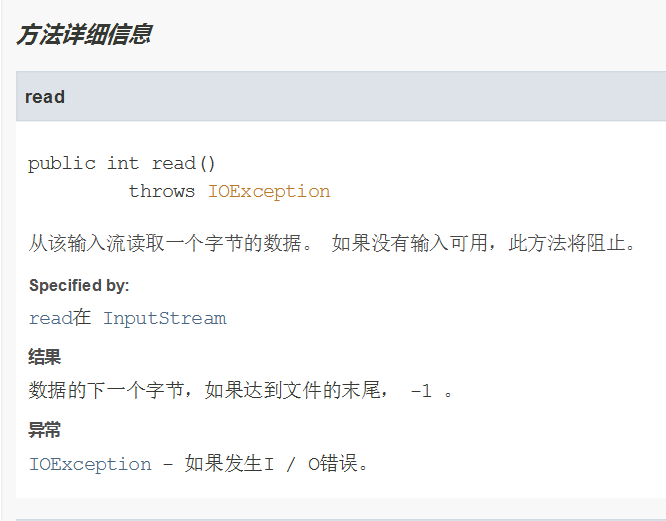 方法详细信息
read
public int read()
throws IOException
从该输入流读取一个字节的数据。 如果没有输入可用，此方法将阻止。
Specified by:
read在 InputStream
结果
数据的下一个字节，如果达到文件的末尾， -1 。
异常
IOException - 如果发生I / O错误。